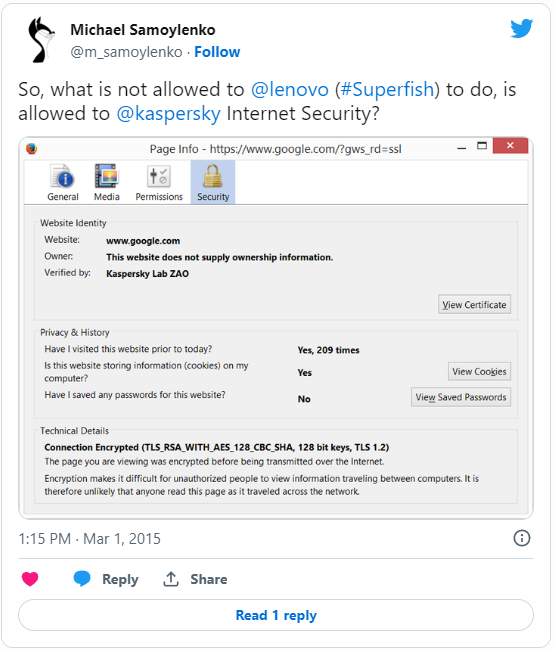 Michael Samoylenko
@m_samoylenko · Follow
So, what is not allowed to @lenovo (#Superfish) to do, is
allowed to @kaspersky Internet Security?
Page Info - https://www.google.com/?gws_rd=ssl
General Media Permissions Security
Website Identity
Website: www.google.com
Owner: This website does not supply ownership information.
Verified by: Kaspersky Lab ZAO
View Certificate
Privacy & History
Have I visited this website prior to today? Yes, 209 times
Is this website storing information (cookies) on my
computer? Yes View Cookies
Have I saved any passwords for this website? No View Saved Passwords
Technical Details
Connection Encrypted (TLS_RSA_WITH_AES_128_CBC_SHA, 128 bit keys, TLS 1.2)
The page you are viewing was encrypted before being transmitted over the Internet.
Encryption makes it difficult for unauthorized people to view information traveling between computers. It is
therefore unlikely that anyone read this page as it traveled across the network.
1:15 PM · Mar 1, 2015
Reply Share
Read 1 reply